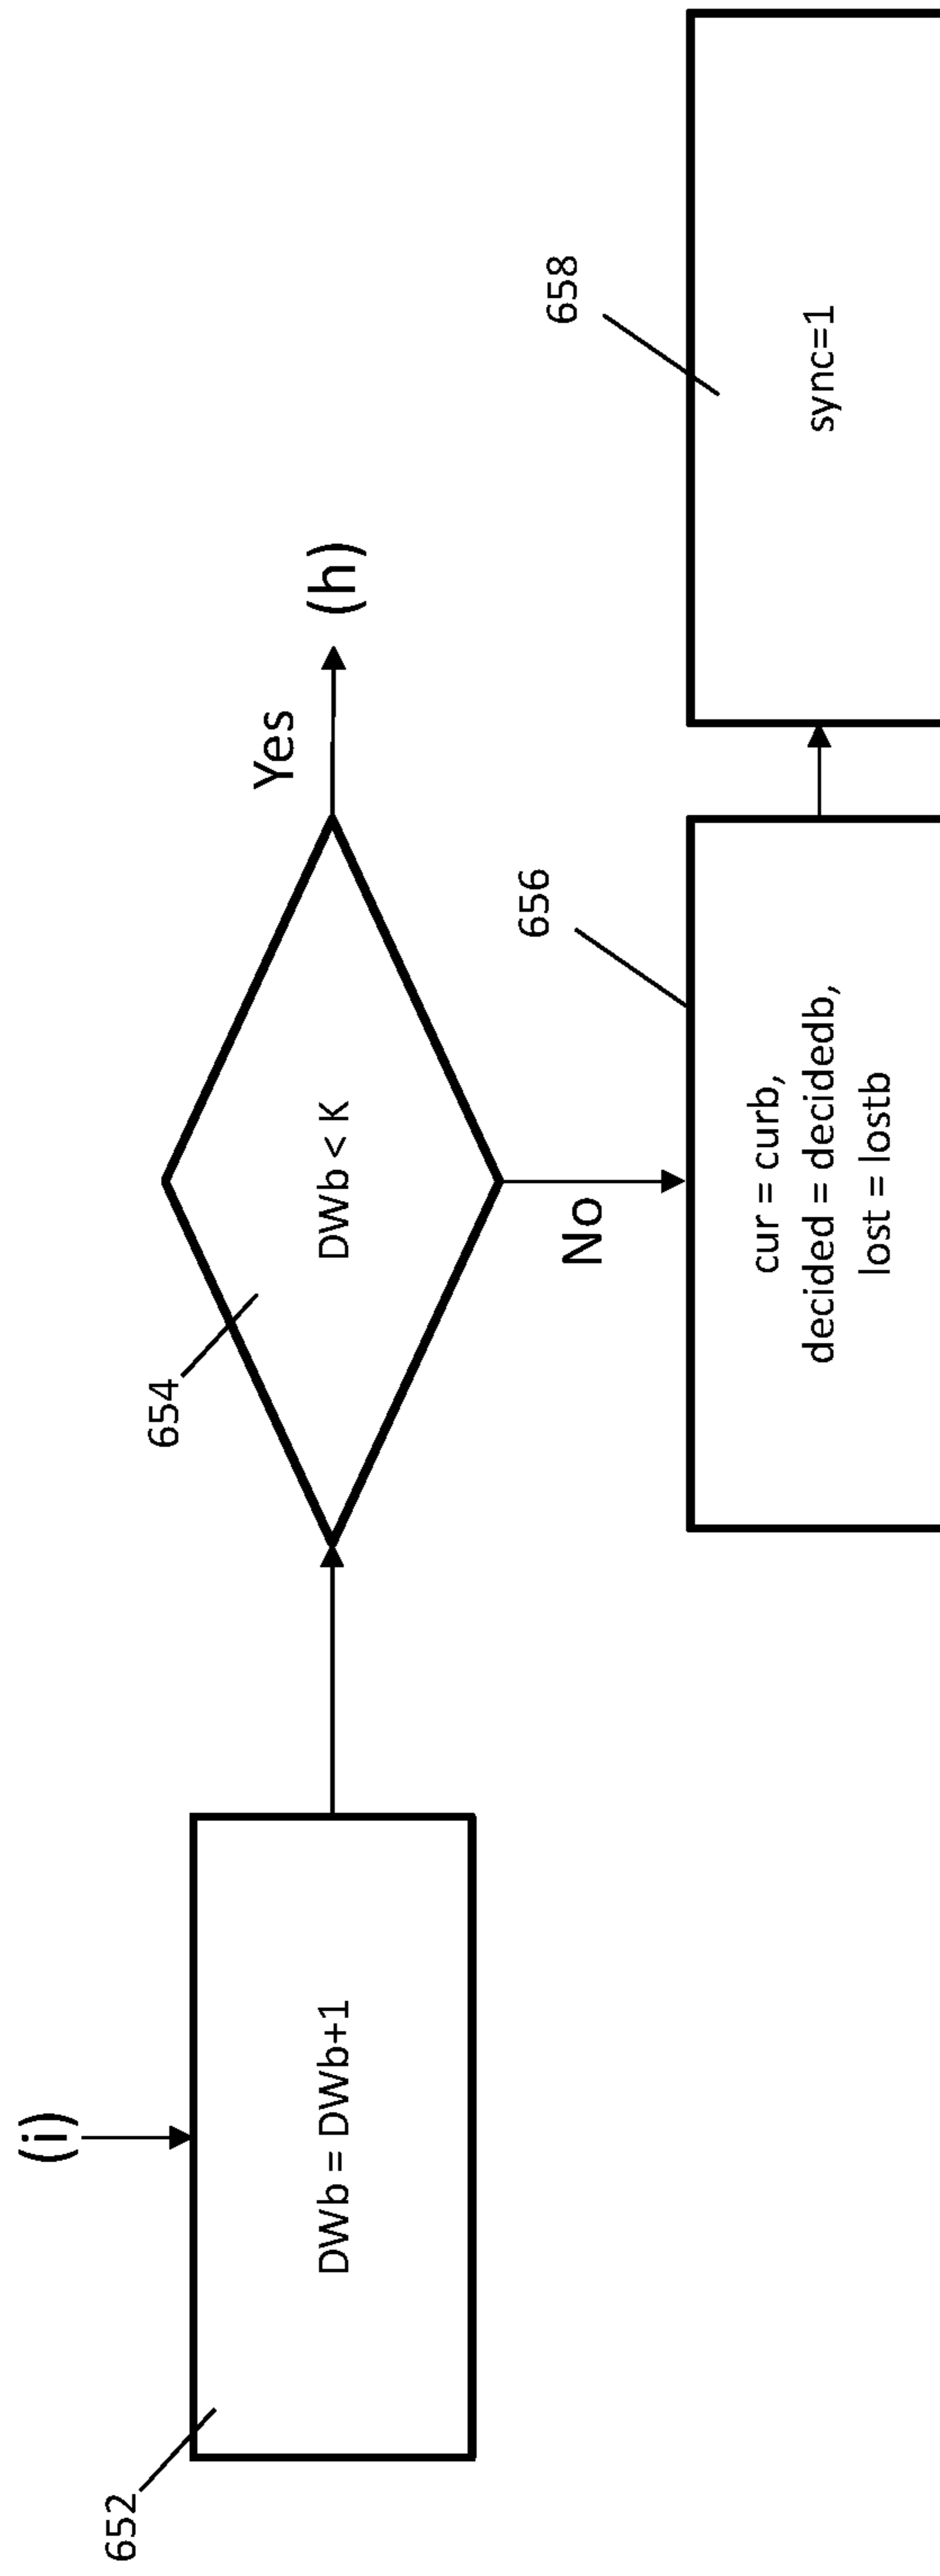 (i)
652
DWb = DWb+1
654
DWb < K
Yes
(h)
No
656
cur = curb,
decided = decidedb,
lost = lostb
658
sync=1